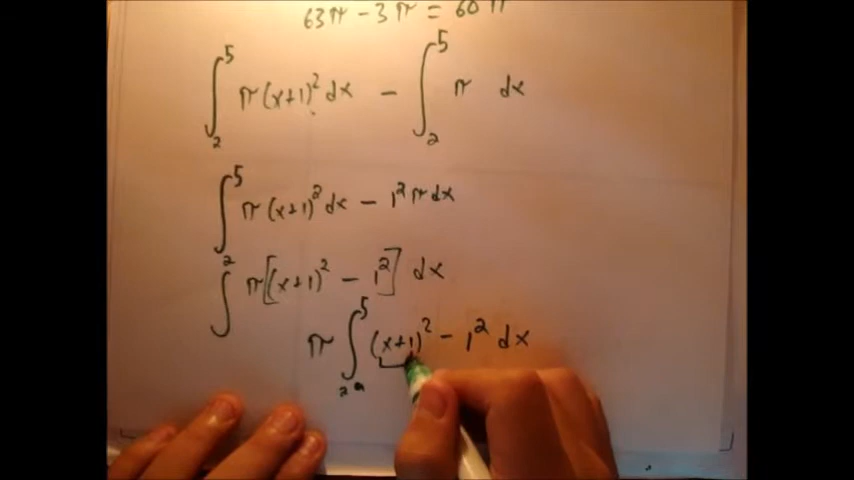 63π - 3π = 60π
∫₂⁵ π(x+1)² dx - ∫₂⁵ π dx
∫₂⁵ π(x+1)² dx - 1²π dx
∫ π[(x+1)² - 1²] dx
π ∫₂⁵ (x+1)² - 1² dx